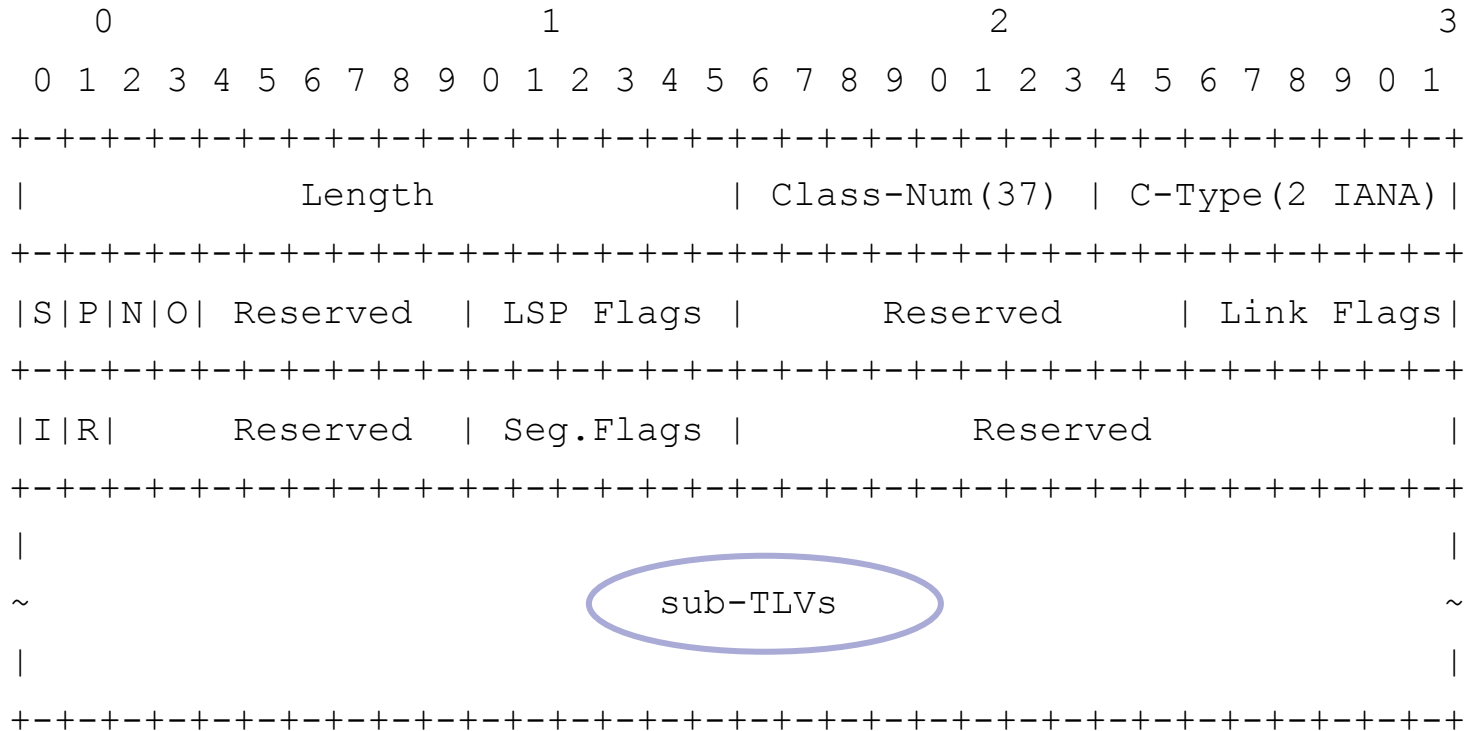 0 1 2 3
0 1 2 3 4 5 6 7 8 9 0 1 2 3 4 5 6 7 8 9 0 1 2 3 4 5 6 7 8 9 0 1
+-+-+-+-+-+-+-+-+-+-+-+-+-+-+-+-+-+-+-+-+-+-+-+-+-+-+-+-+-+-+-+-+
| Length | Class-Num(37) | C-Type(2 IANA)|
+-+-+-+-+-+-+-+-+-+-+-+-+-+-+-+-+-+-+-+-+-+-+-+-+-+-+-+-+-+-+-+-+
|S|P|N|O| Reserved | LSP Flags | Reserved | Link Flags|
+-+-+-+-+-+-+-+-+-+-+-+-+-+-+-+-+-+-+-+-+-+-+-+-+-+-+-+-+-+-+-+-+
|I|R| Reserved | Seg.Flags | Reserved |
+-+-+-+-+-+-+-+-+-+-+-+-+-+-+-+-+-+-+-+-+-+-+-+-+-+-+-+-+-+-+-+-+
| |
~ sub-TLVs ~
| |
+-+-+-+-+-+-+-+-+-+-+-+-+-+-+-+-+-+-+-+-+-+-+-+-+-+-+-+-+-+-+-+-+